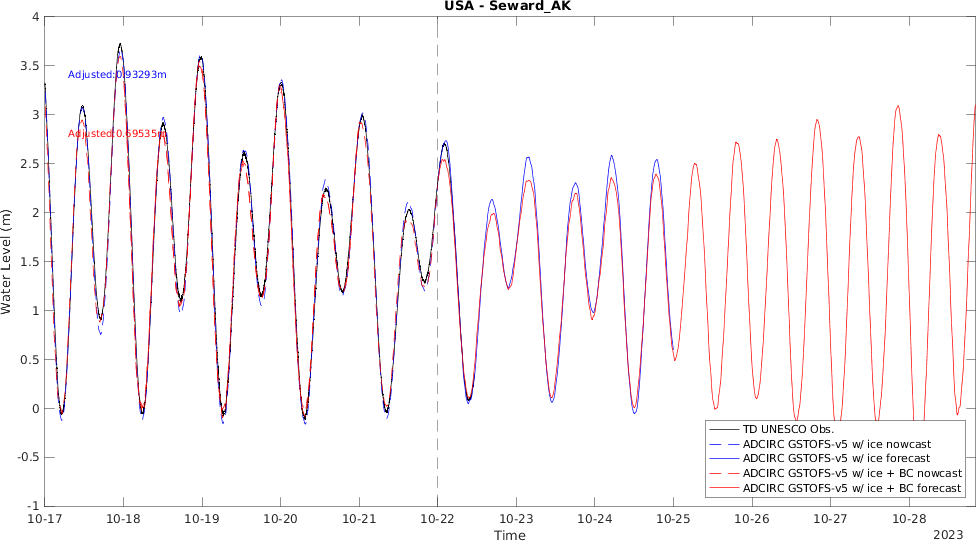 USA - Seward_AK
4
3.5
3
2.5
2
1.5
1
0.5
0
-0.5
-1
Water Level (m)
Adjusted:0.93293m
Adjusted:0.69535m
TD UNESCO Obs.
ADCIRC GSTOFS-v5 w/ ice nowcast
ADCIRC GSTOFS-v5 w/ ice forecast
ADCIRC GSTOFS-v5 w/ ice + BC nowcast
ADCIRC GSTOFS-v5 w/ ice + BC forecast
10-17 10-18 10-19 10-20 10-21 10-22 10-23 10-24 10-25 10-26 10-27 10-28
Time
2023